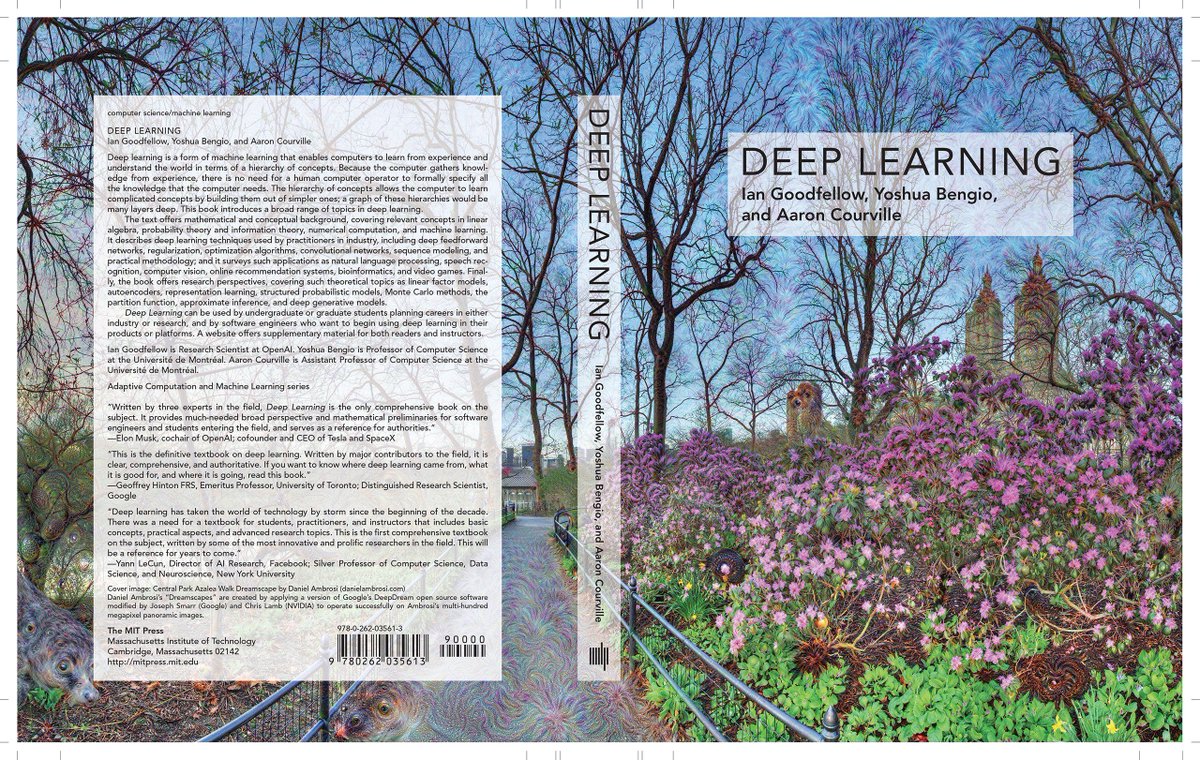 computer science/machine learning
DEEP LEARNING
Ian Goodfellow, Yoshua Bengio, and Aaron Courville
Deep learning is a form of machine learning that enables computers to learn from experience and
understand the world in terms of a hierarchy of concepts. Because the computer gathers knowl-
edge from experience, there is no need for a human computer operator to formally specify all
the knowledge that the computer needs. The hierarchy of concepts allows the computer to learn
complicated concepts by building them out of simpler ones; a graph of these hierarchies would be
many layers deep. This book introduces a broad range of topics in deep learning.
The text offers mathematical and conceptual background, covering relevant concepts in linear
algebra, probability theory and information theory, numerical computation, and machine learning.
It describes deep learning techniques used by practitioners in industry, including deep feedforward
networks, regularization, optimization algorithms, convolutional networks, sequence modeling, and
practical methodology; and it surveys such applications as natural language processing, speech rec-
ognition, computer vision, online recommendation systems, bioinformatics, and video games. Final-
ly, the book offers research perspectives, covering such theoretical topics as linear factor models,
autoencoders, representation learning, structured probabilistic models, Monte Carlo methods, the
partition function, approximate inference, and deep generative models.
Deep Learning can be used by undergraduate or graduate students planning careers in either
industry or research, and by software engineers who want to begin using deep learning in their
products or platforms. A website offers supplementary material for both readers and instructors.
Ian Goodfellow is Research Scientist at OpenAI. Yoshua Bengio is Professor of Computer Science
at the Université de Montréal. Aaron Courville is Assistant Professor of Computer Science at the
Université de Montréal.
Adaptive Computation and Machine Learning series
"Written by three experts in the field, Deep Learning is the only comprehensive book on the
subject. It provides much-needed broad perspective and mathematical preliminaries for software
engineers and students entering the field, and serves as a reference for authorities."
—Elon Musk, cochair of OpenAI; cofounder and CEO of Tesla and SpaceX
"This is the definitive textbook on deep learning. Written by major contributors to the field, it is
clear, comprehensive, and authoritative. If you want to know where deep learning came from, what
it is good for, and where it is going, read this book."
—Geoffrey Hinton FRS, Emeritus Professor, University of Toronto; Distinguished Research Scientist,
Google
"Deep learning has taken the world of technology by storm since the beginning of the decade.
There was a need for a textbook for students, practitioners, and instructors that includes basic
concepts, practical aspects, and advanced research topics. This is the first comprehensive textbook
on the subject, written by some of the most innovative and prolific researchers in the field. This will
be a reference for years to come."
—Yann LeCun, Director of AI Research, Facebook; Silver Professor of Computer Science, Data
Science, and Neuroscience, New York University
Cover image: Central Park Azalea Walk Dreamscape by Daniel Ambrosi (danielambrosi.com)
Daniel Ambrosi's "Dreamscapes" are created by applying a version of Google's DeepDream open source software
modified by Joseph Smarr (Google) and Chris Lamb (NVIDIA) to operate successfully on Ambrosi's multi-hundred
megapixel panoramic images.
The MIT Press
Massachusetts Institute of Technology
Cambridge, Massachusetts 02142
http://mitpress.mit.edu
978-0-262-03561-3
90000
9 780262 035613
DEEP LEARNING
Ian Goodfellow, Yoshua Bengio, and Aaron Courville
DEEP LEARNING
Ian Goodfellow, Yoshua Bengio,
and Aaron Courville